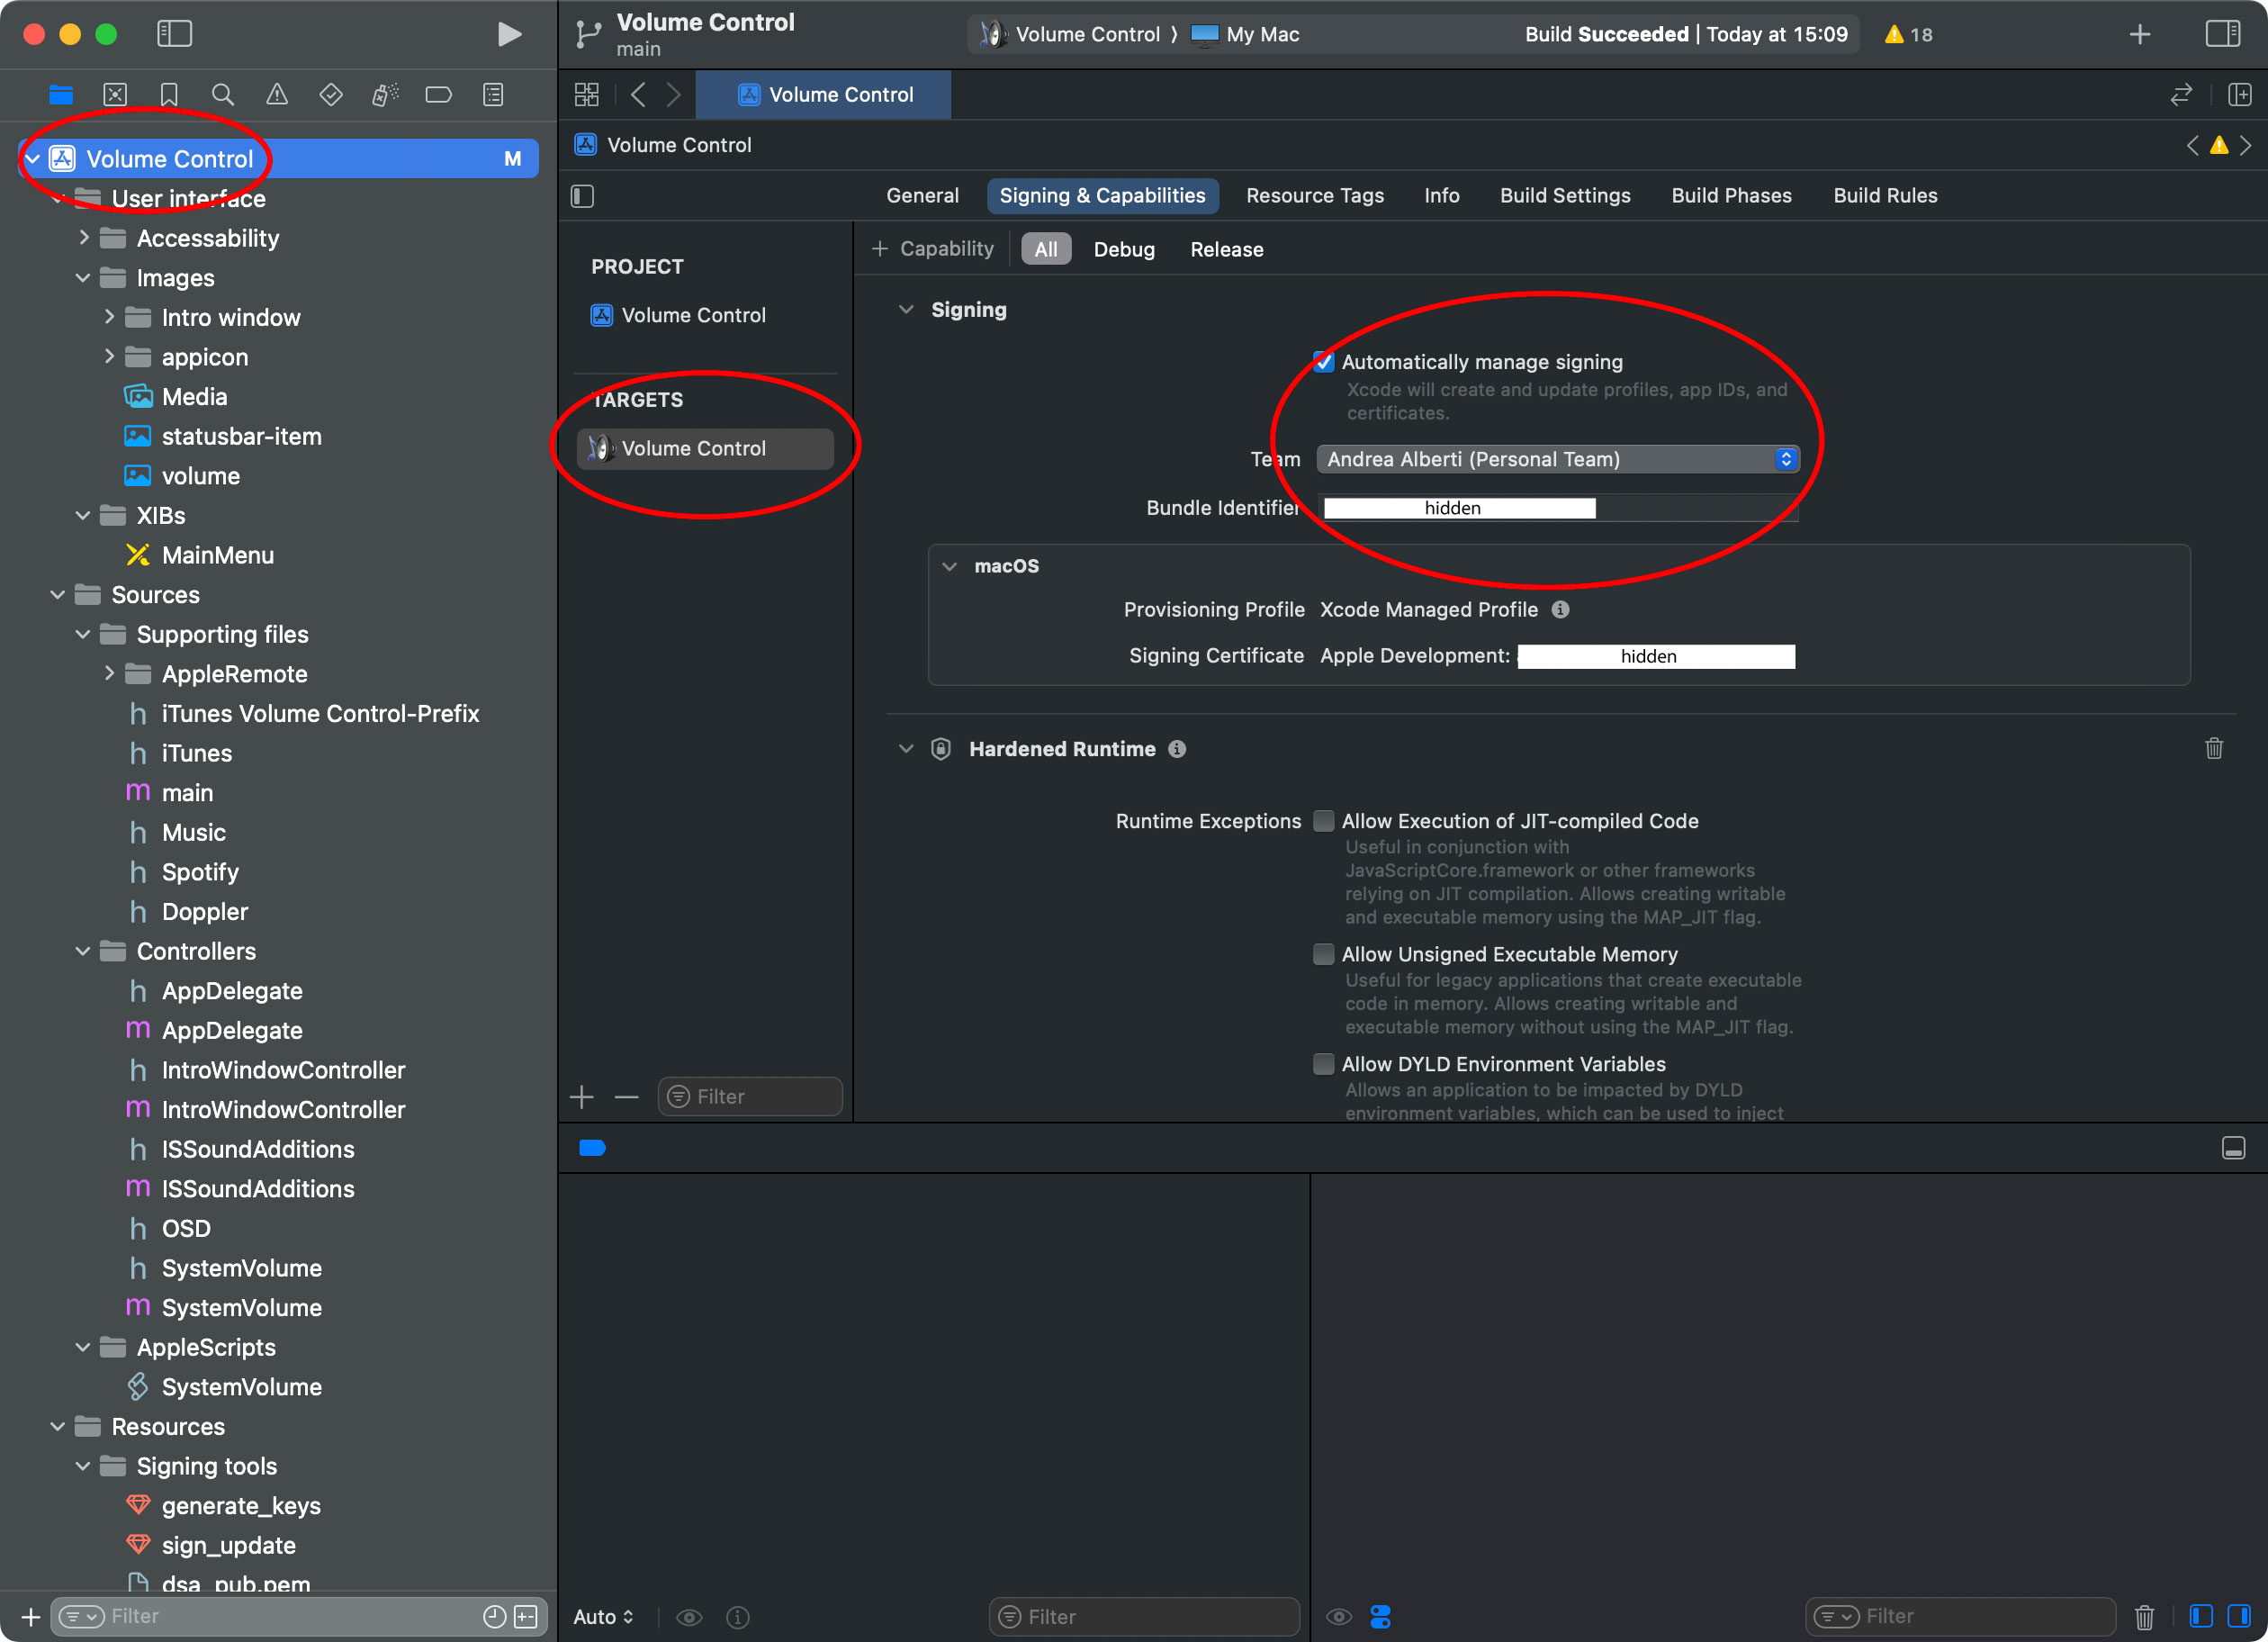 Volume Control
main
Volume Control
My Mac
Build Succeeded | Today at 15:09
18
Volume Control
Volume Control
M
User interface
Accessability
Images
Intro window
appicon
Media
statusbar-item
volume
XIBs
MainMenu
Sources
Supporting files
AppleRemote
h iTunes Volume Control-Prefix
h iTunes
m main
h Music
h Spotify
h Doppler
Controllers
h AppDelegate
m AppDelegate
h IntroWindowController
m IntroWindowController
h ISSoundAdditions
m ISSoundAdditions
h OSD
h SystemVolume
m SystemVolume
AppleScripts
SystemVolume
Resources
Signing tools
generate_keys
sign_update
dsa_pub.pem
Filter
Volume Control
General Signing & Capabilities Resource Tags Info Build Settings Build Phases Build Rules
PROJECT
Volume Control
TARGETS
Volume Control
Filter
+ Capability All Debug Release
Signing
Automatically manage signing
Xcode will create and update profiles, app IDs, and
certificates.
Team Andrea Alberti (Personal Team)
Bundle Identifier hidden
macOS
Provisioning Profile Xcode Managed Profile
Signing Certificate Apple Development: hidden
Hardened Runtime
Runtime Exceptions Allow Execution of JIT-compiled Code
Useful in conjunction with
JavaScriptCore.framework or other frameworks
relying on JIT compilation. Allows creating writable
and executable memory using the MAP_JIT flag.
Allow Unsigned Executable Memory
Useful for legacy applications that create executable
code in memory. Allows creating writable and
executable memory without using the MAP_JIT flag.
Allow DYLD Environment Variables
Allows an application to be impacted by DYLD
environment variables, which can be used to inject
Auto
Filter
Filter